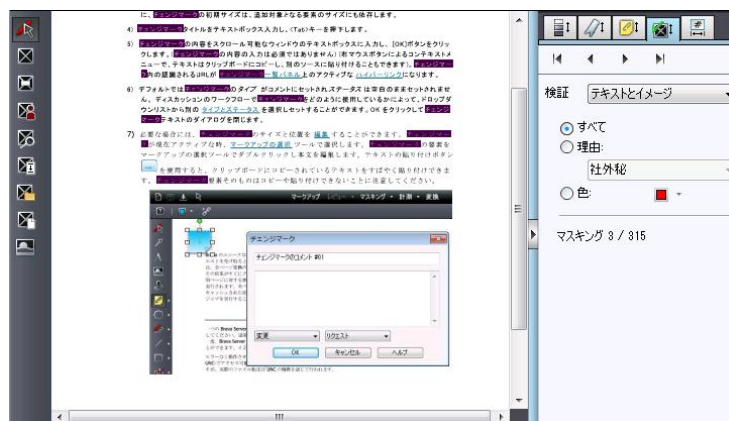 に、チェンジマークの初期サイズは、追加対象となる要素のサイズにも依存します。
4) チェンジマークタイトルをテキストボックス入力し、<Tab>キーを押下します。
5) チェンジマークの内容をスクロール可能なウィンドウのテキストボックスに入力し、[OK]ボタンをクリッ
クします。チェンジマークの内容の入力は必須ではありません（右マウスボタンによるコンテキストメ
ニューで、テキストはクリップボードにコピーし、別のソースに貼り付けることもできます）。チェンジマー
ク内の認識されるURLがチェンジマーク一覧パネル上のアクティブな ハイパーリンクになります。
6) デフォルトではチェンジマークのタイプ がコメントにセットされステータス は空白のままセットされませ
ん。ディスカッションのワークフローでチェンジマークをどのように使用しているかによって、ドロップダ
ウンリストから別の タイプとステータス を選択しセットすることができます。OK をクリックしてチェンジ
マークテキストのダイアログを閉じます。
7) 必要な場合には、チェンジマークのサイズと位置を 編集 することができます。チェンジマー
クが現在アクティブな時、マークアップの選択 ツールで選択します。チェンジマークの要素を
マークアップの選択ツールでダブルクリックし本文を編集します。テキストの貼り付けボタン
を使用すると、クリップボードにコピーされているテキストをすばやく貼り付けできま
す。チェンジマーク要素そのものはコピーや貼り付けできないことに注意してください。
マークアップ レビュー マスキング 計測 変換
チェンジマーク
チェンジマークのコメント #01
変更 リクエスト
OK キャンセル ヘルプ
一つの Brava Server
検証 テキストとイメージ
すべて
理由:
社外秘
色:
マスキング 3 / 315